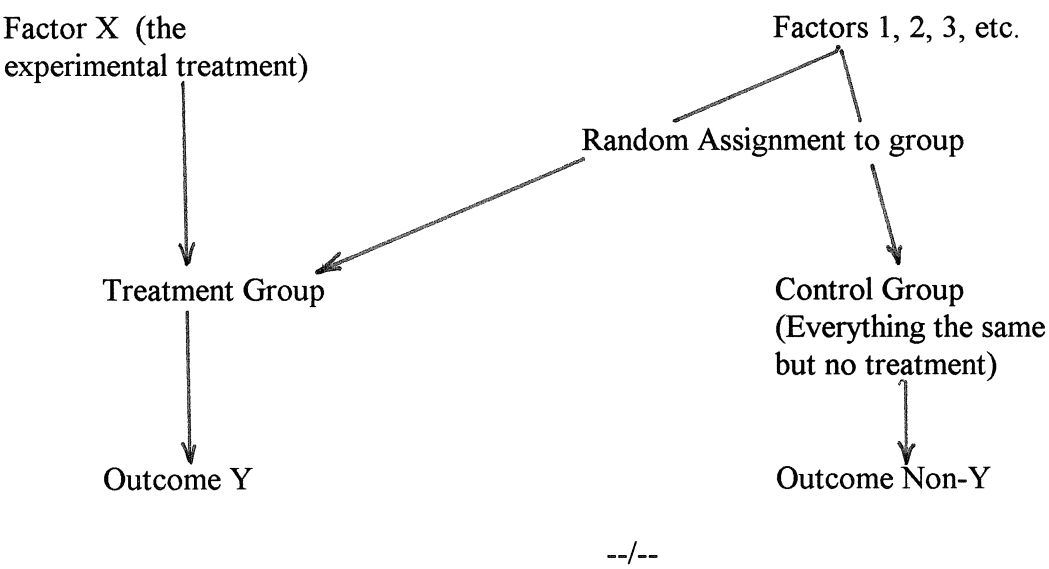 Factor X (the
experimental treatment)
Factors 1, 2, 3, etc.
Random Assignment to group
Treatment Group
Control Group
(Everything the same
but no treatment)
Outcome Y
Outcome Non-Y
--/--